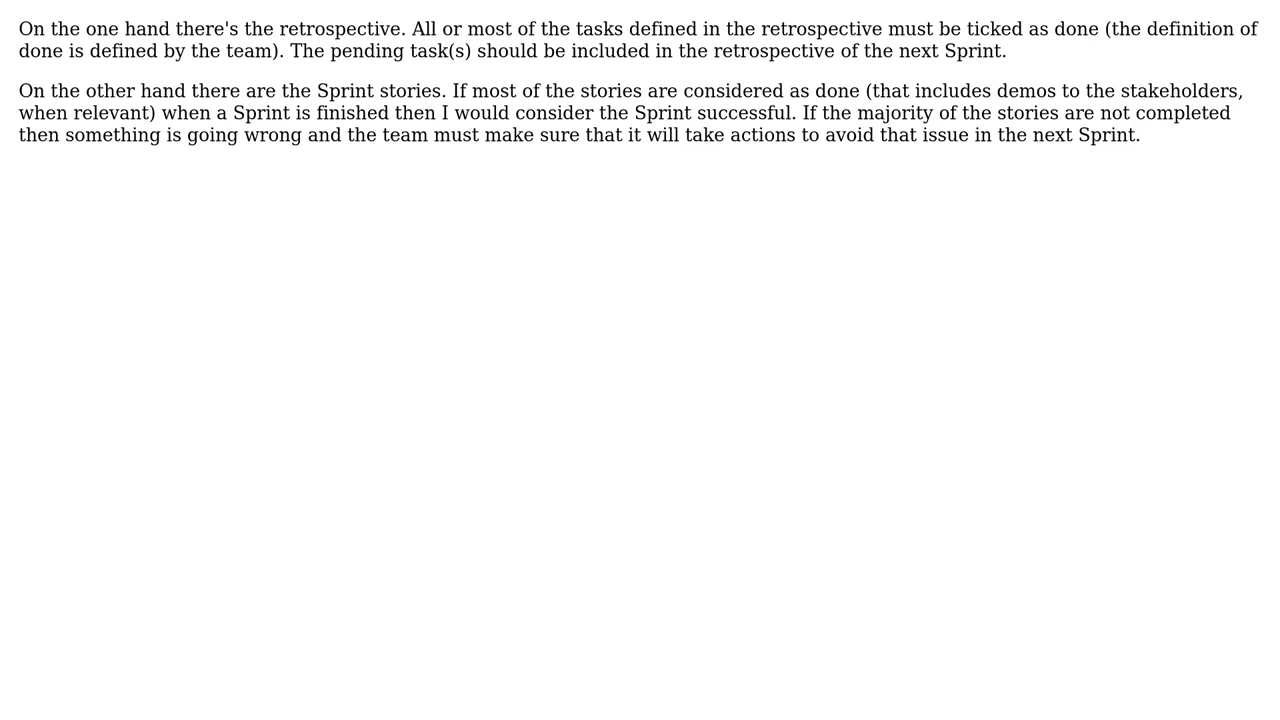 On the one hand there's the retrospective. All or most of the tasks defined in the retrospective must be ticked as done (the definition of
done is defined by the team). The pending task(s) should be included in the retrospective of the next Sprint.
On the other hand there are the Sprint stories. If most of the stories are considered as done (that includes demos to the stakeholders,
when relevant) when a Sprint is finished then I would consider the Sprint successful. If the majority of the stories are not completed
then something is going wrong and the team must make sure that it will take actions to avoid that issue in the next Sprint.